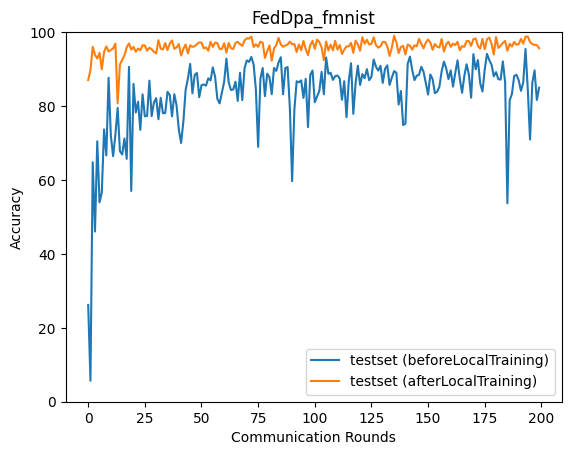 FedDpa_fmnist
100
80
60
40
20
0
Accuracy
0 25 50 75 100 125 150 175 200
Communication Rounds
testset (beforeLocalTraining)
testset (afterLocalTraining)